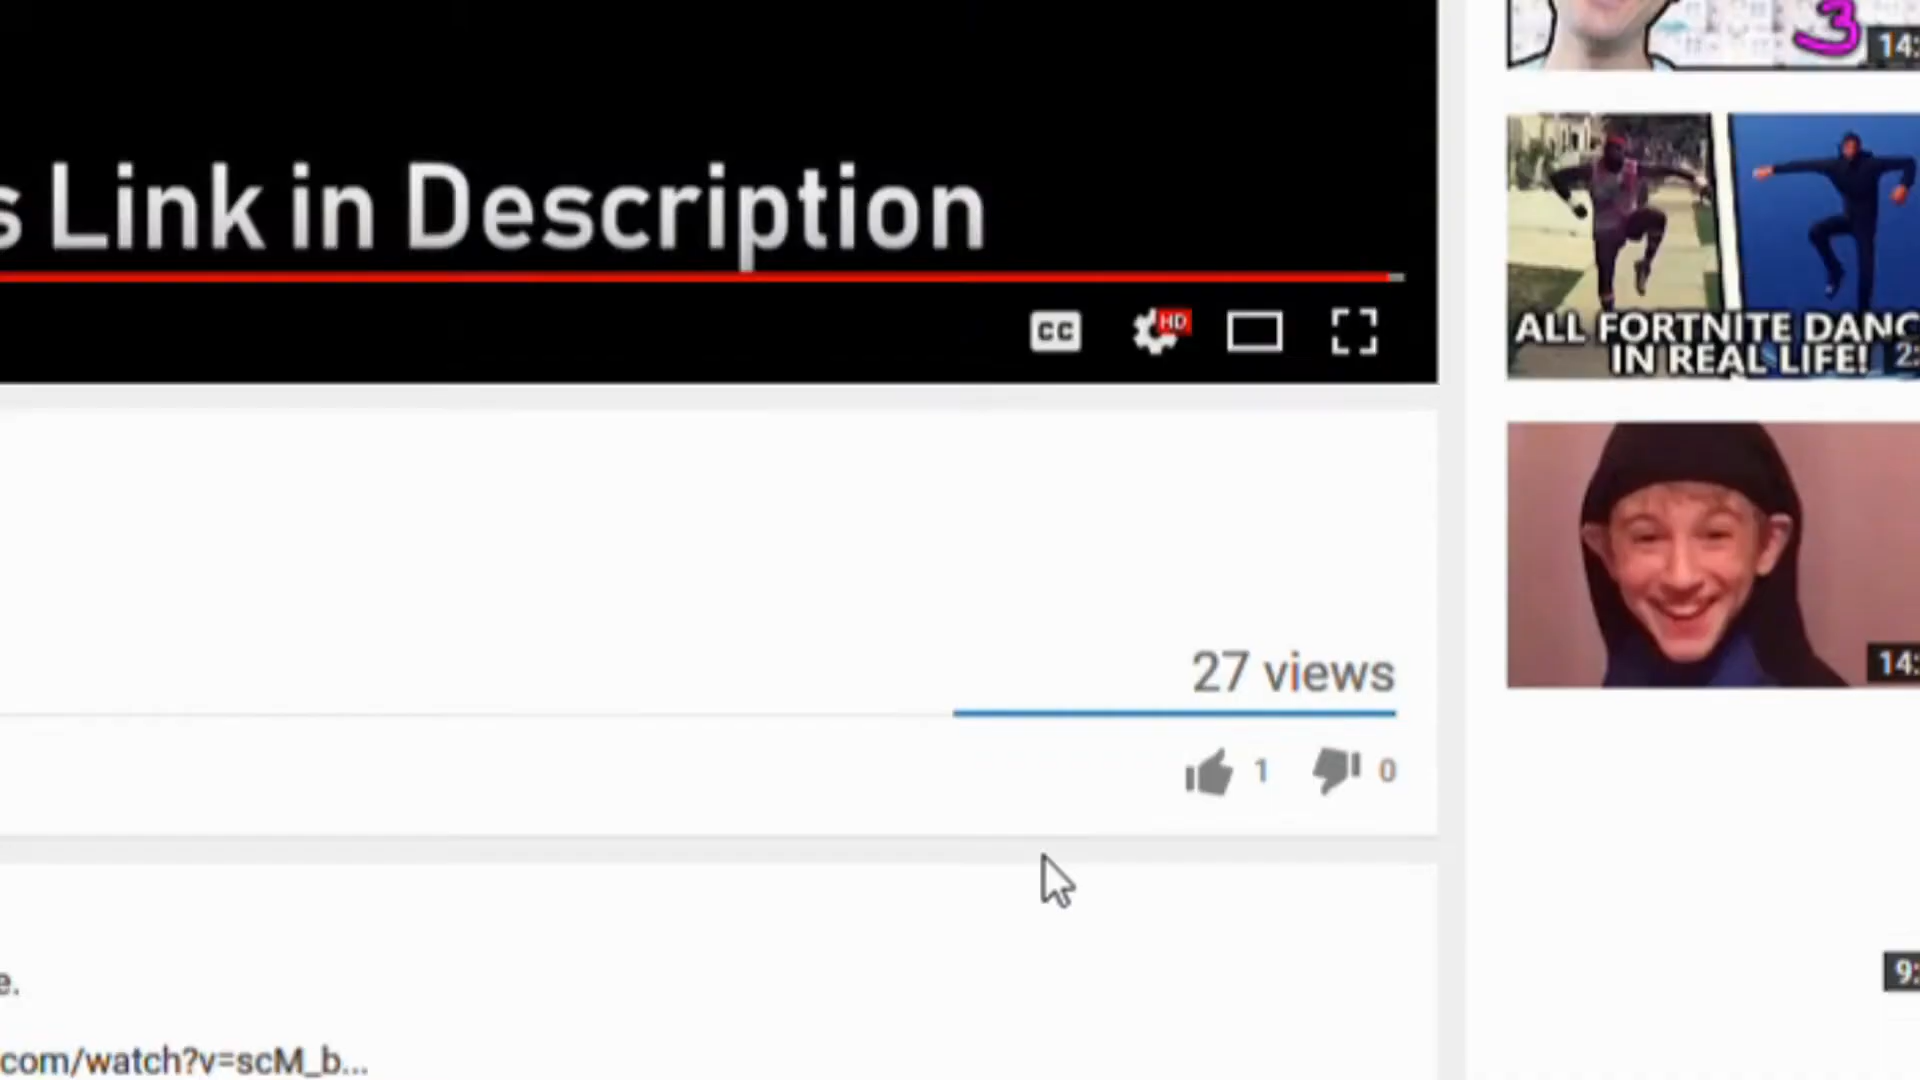 3
14:
s Link in Description
CC
HD
ALL FORTNITE DANC
IN REAL LIFE!
2:
27 views
14:
1
0
9:
e.
com/watch?v=scM_b...